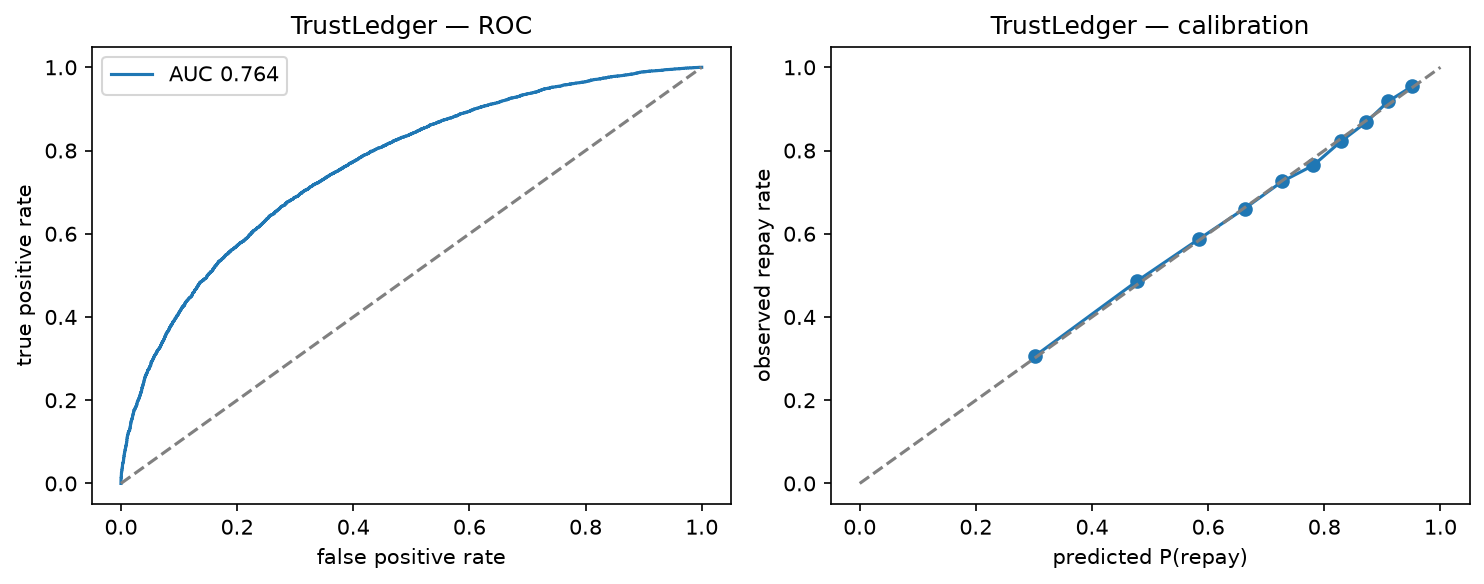 TrustLedger — ROC
AUC 0.764
1.0
0.8
0.6
0.4
0.2
0.0
true positive rate
0.0 0.2 0.4 0.6 0.8 1.0
false positive rate
TrustLedger — calibration
1.0
0.8
0.6
0.4
0.2
0.0
observed repay rate
0.0 0.2 0.4 0.6 0.8 1.0
predicted P(repay)